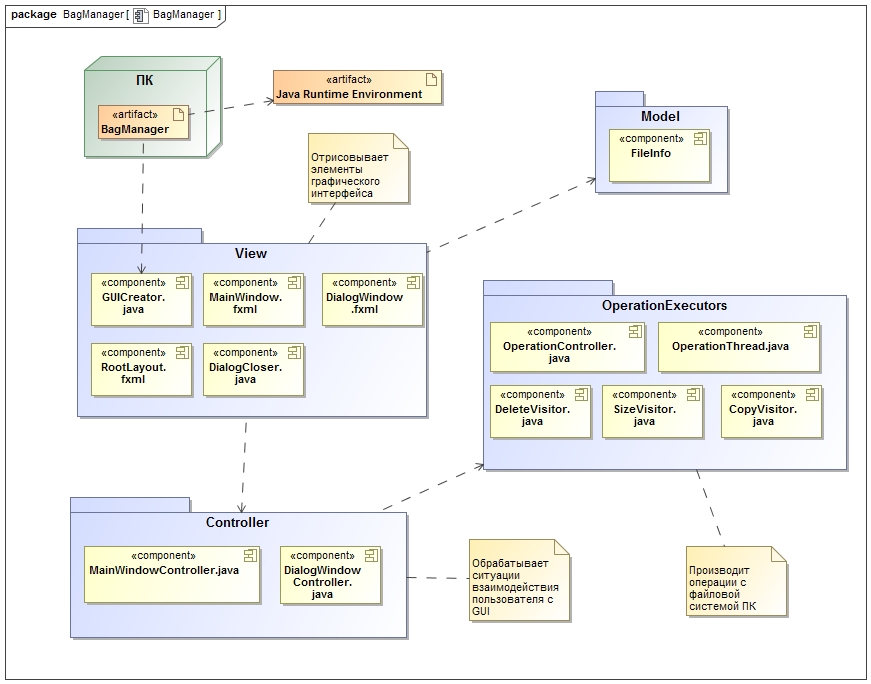 package BagManager [ BagManager ]
ПК
«artifact»
BagManager
«artifact»
Java Runtime Environment
Отрисовывает
элементы
графического
интерфейса
Model
«component»
FileInfo
View
«component»
GUICreator.
java
«component»
MainWindow.
fxml
«component»
DialogWindow
.fxml
«component»
RootLayout.
fxml
«component»
DialogCloser.
java
OperationExecutors
«component»
OperationController.
java
«component»
OperationThread.java
«component»
DeleteVisitor.
java
«component»
SizeVisitor.
java
«component»
CopyVisitor.
java
Controller
«component»
MainWindowController.java
«component»
DialogWindow
Controller.
java
Обрабатывает
ситуации
взаимодействия
пользователя с
GUI
Производит
операции с
файловой
системой ПК